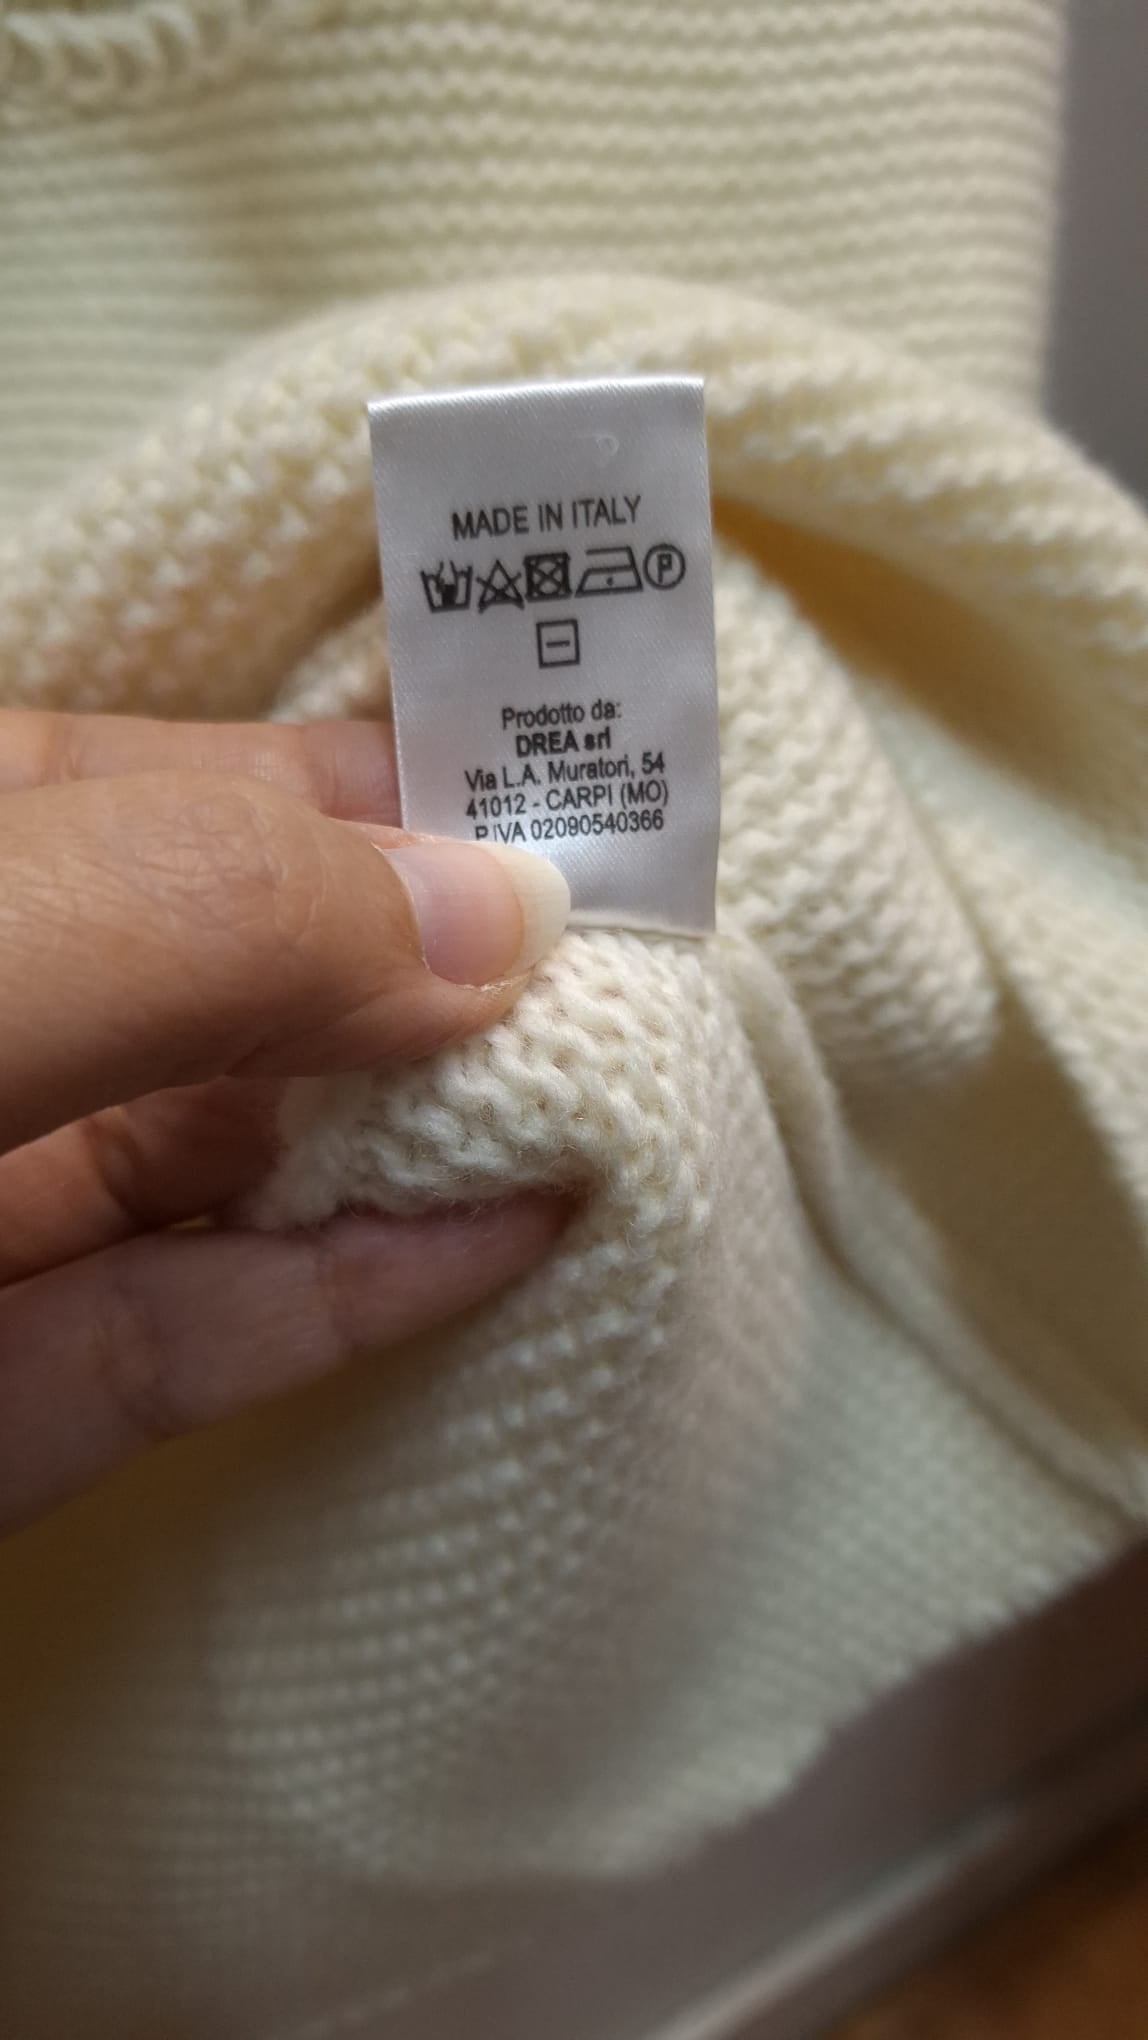 MADE IN ITALY
P
Prodotto da:
DREA srl
Via L.A. Muratori, 54
41012 - CARPI (MO)
P.IVA 02090540366